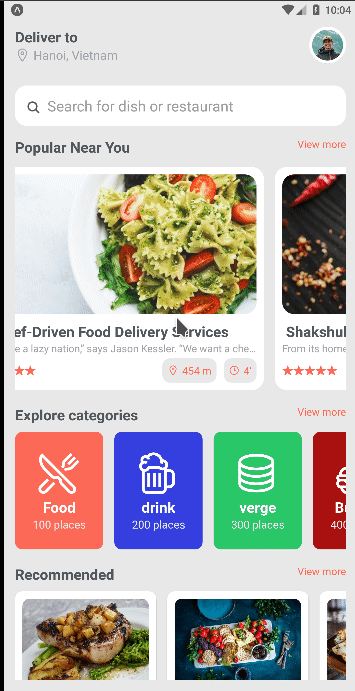 10:04
Deliver to
Hanoi, Vietnam
Search for dish or restaurant
Popular Near You
View more
ef-Driven Food Delivery Services
Shakshul
e a lazy nation,” says Jason Kessler. “We want a che...
From its home
454 m
4'
Explore categories
View more
Food
drink
verge
B
100 places
200 places
300 places
400
Recommended
View more